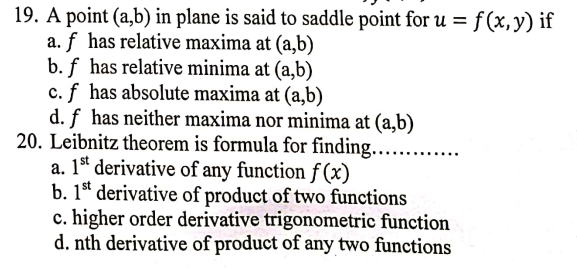 19. A point (a,b) in plane is said to saddle point for u = f(x,y) if
a. f has relative maxima at (a,b)
b. f has relative minima at (a,b)
c. f has absolute maxima at (a,b)
d. f has neither maxima nor minima at (a,b)
20. Leibnitz theorem is formula for finding.............
a. 1st derivative of any function f(x)
b. 1st derivative of product of two functions
c. higher order derivative trigonometric function
d. nth derivative of product of any two functions